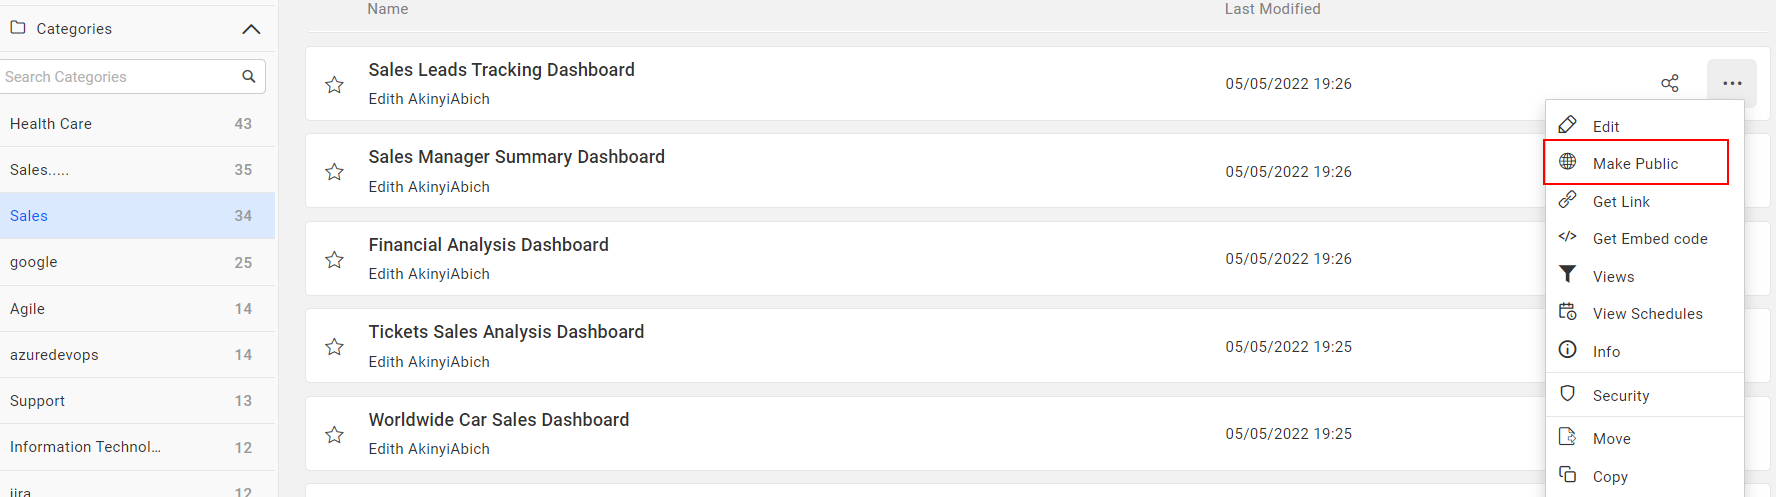 Categories
Search Categories
Health Care 43
Sales..... 35
Sales 34
google 25
Agile 14
azuredevops 14
Support 13
Information Technol... 12
jira 12
Name Last Modified
Sales Leads Tracking Dashboard
Edith AkinyiAbich
05/05/2022 19:26
Sales Manager Summary Dashboard
Edith AkinyiAbich
05/05/2022 19:26
Financial Analysis Dashboard
Edith AkinyiAbich
05/05/2022 19:26
Tickets Sales Analysis Dashboard
Edith AkinyiAbich
05/05/2022 19:25
Worldwide Car Sales Dashboard
Edith AkinyiAbich
05/05/2022 19:25
Edit
Make Public
Get Link
Get Embed code
Views
View Schedules
Info
Security
Move
Copy